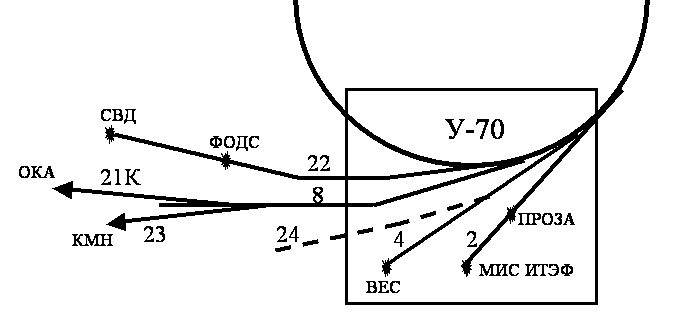 СВД
ФОДС
У-70
22
ОКА
21К
8
КМН
23
24
4
2
ПРОЗА
ВЕС
МИС ИТЭФ